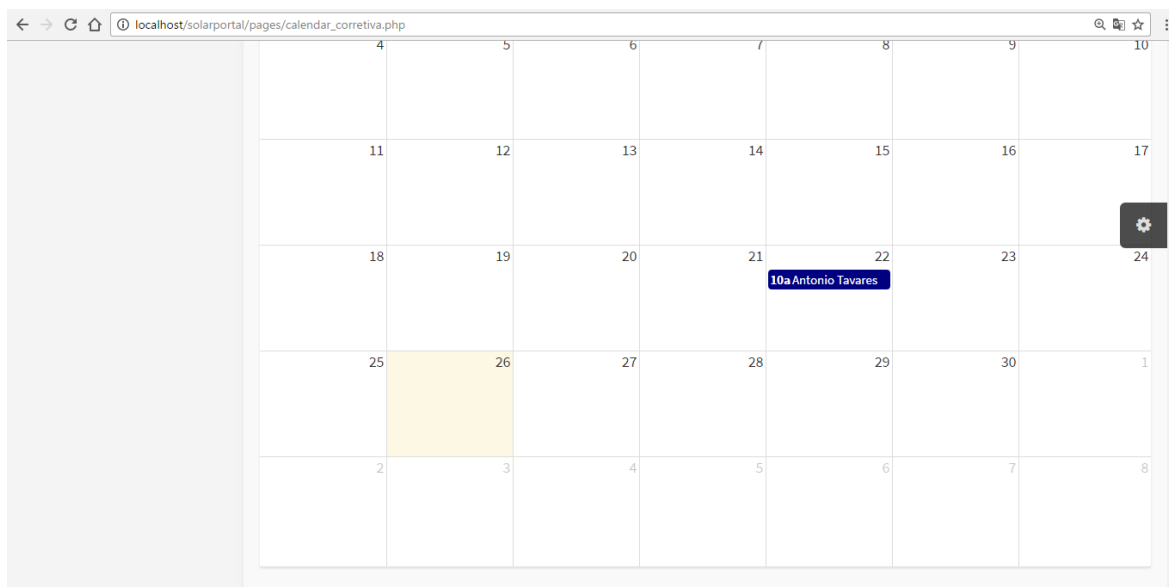 localhost/solarportal/pages/calendar_corretiva.php
4 5 6 7 8 9 10
11 12 13 14 15 16 17
18 19 20 21 22 23 24
10a Antonio Tavares
25 26 27 28 29 30 1
2 3 4 5 6 7 8